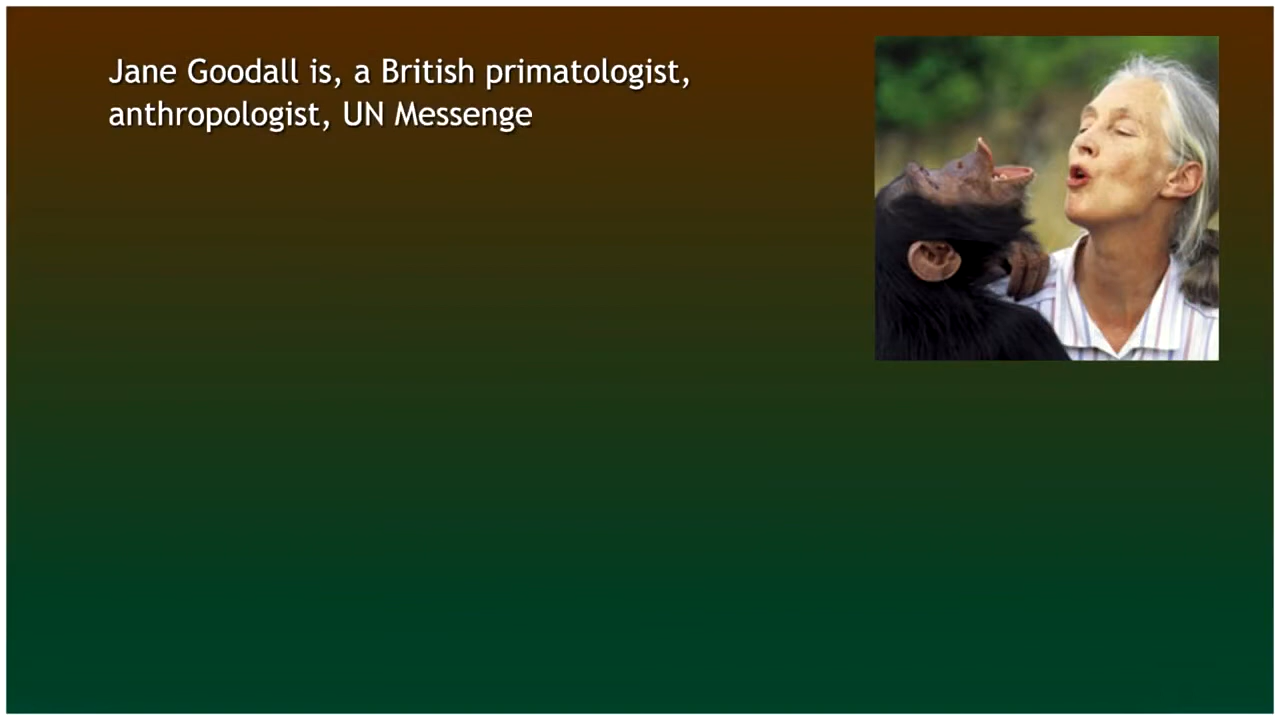 Jane Goodall is, a British primatologist,
anthropologist, UN Messenge